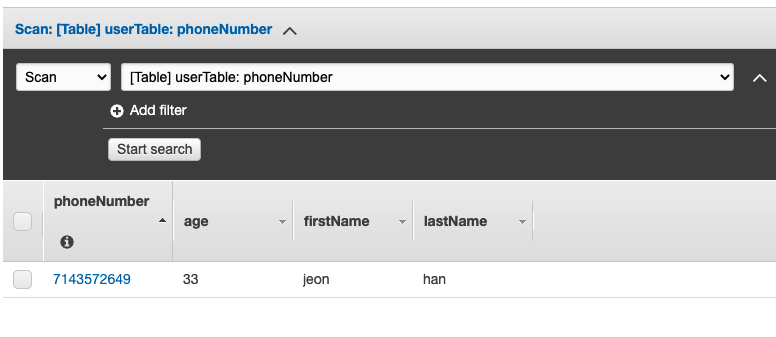 Scan: [Table] userTable: phoneNumber
Scan [Table] userTable: phoneNumber
Add filter
Start search
phoneNumber age firstName lastName
7143572649 33 jeon han